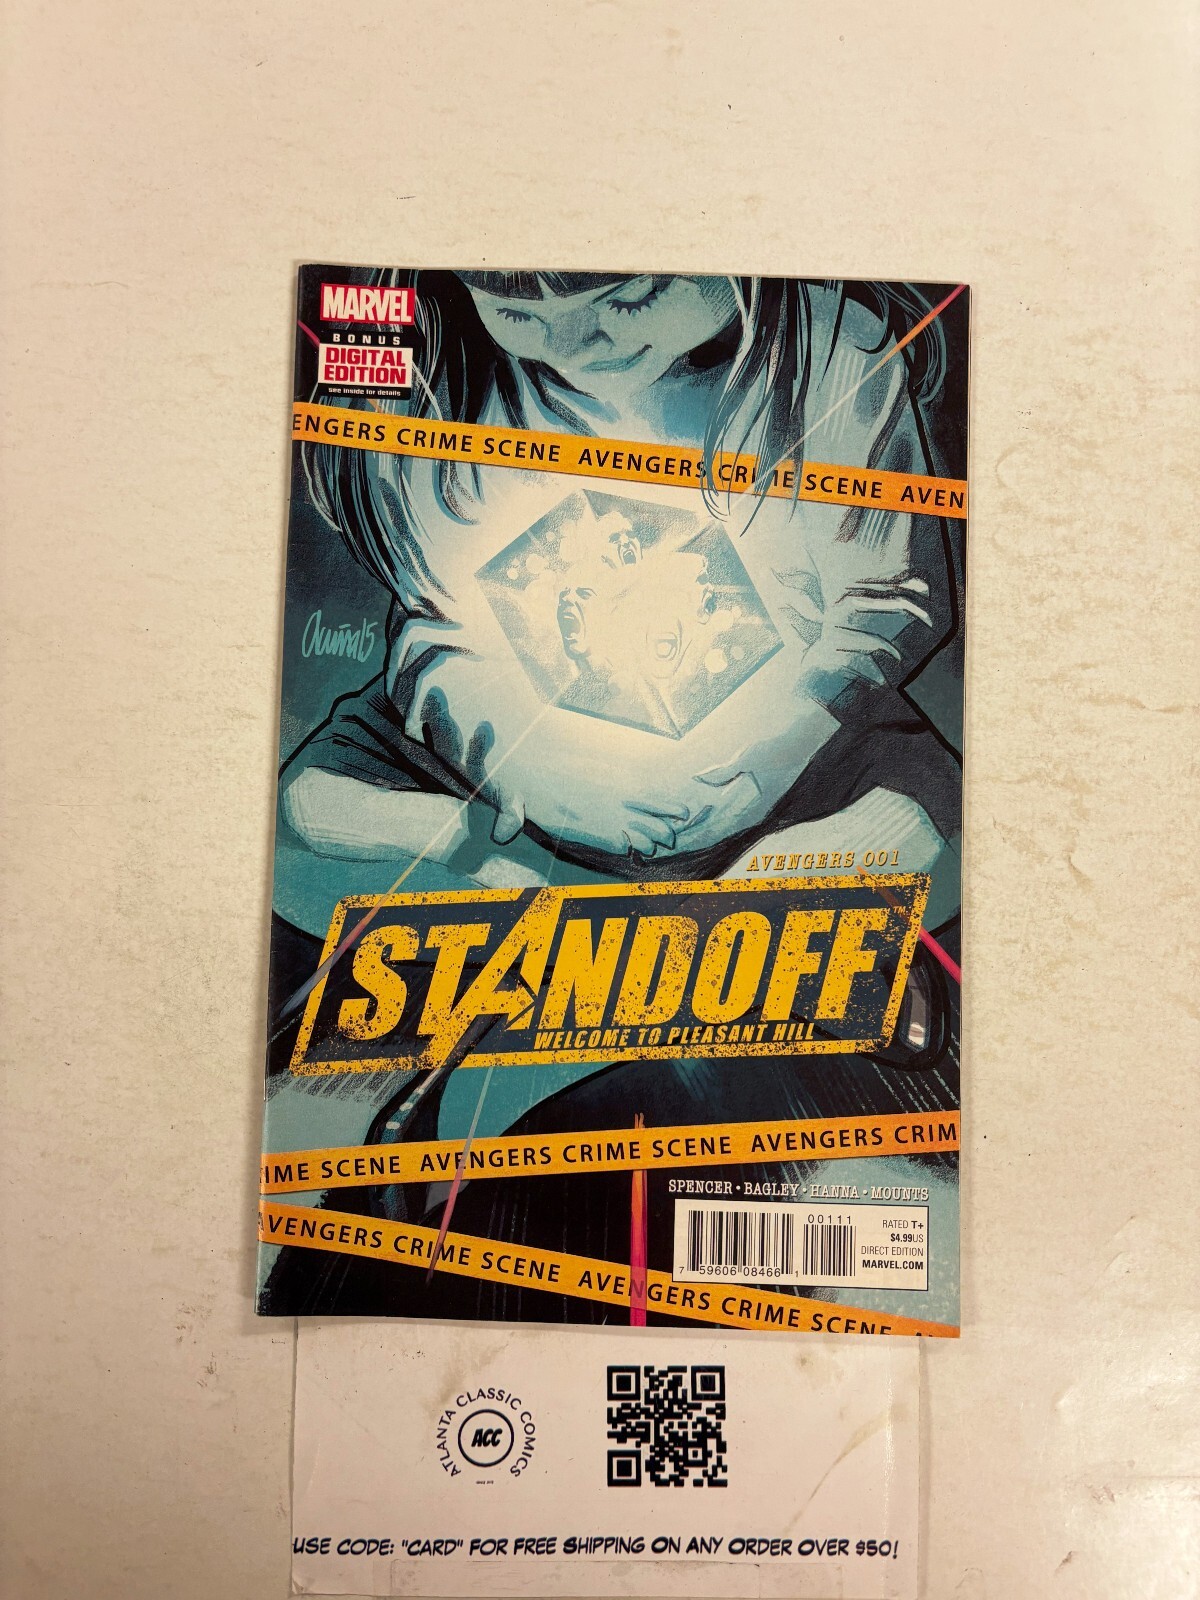 MARVEL
BONUS
DIGITAL
EDITION
see inside for details
ENGERS CRIME SCENE AVENGERS CRIME SCENE AVEN
Acuña15
AVENGERS 001
STANDOFF™
WELCOME TO PLEASANT HILL
IME SCENE AVENGERS CRIME SCENE AVENGERS CRIM
SPENCER • BAGLEY • HANNA • MOUNTS
00111
RATED T+
$4.99US
DIRECT EDITION
MARVEL.COM
7 59606 08466 1
AVENGERS CRIME SCENE AVENGERS CRIME SCENE
ATLANTA CLASSIC COMICS
ACC
USE CODE: "CARD" FOR FREE SHIPPING ON ANY ORDER OVER $50!